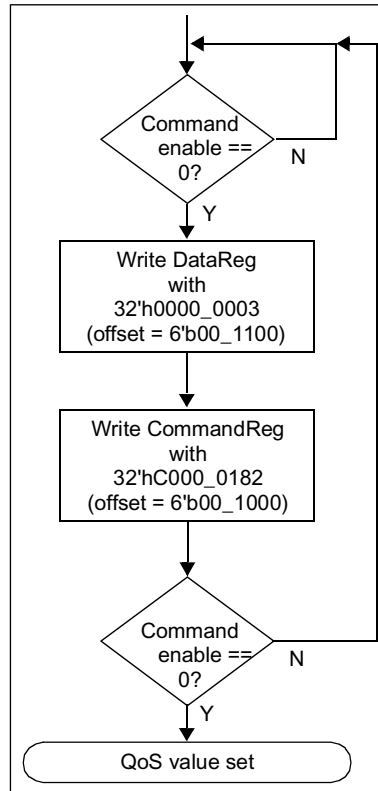 Command
enable ==
0?
N
Y
Write DataReg
with
32'h0000_0003
(offset = 6'b00_1100)
Write CommandReg
with
32'hC000_0182
(offset = 6'b00_1000)
Command
enable ==
0?
N
Y
QoS value set